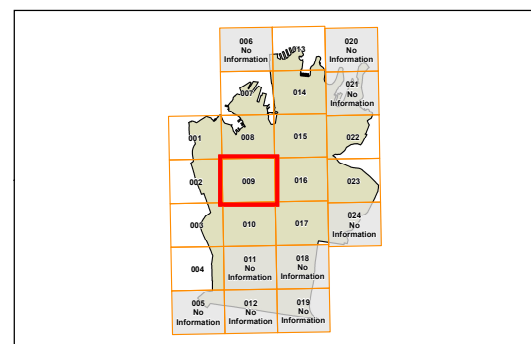 006
No
Information
013
020
No
Information
007
014
021
No
Information
001
008
015
022
002
009
016
023
003
010
017
024
No
Information
004
011
No
Information
018
No
Information
005
No
Information
012
No
Information
019
No
Information